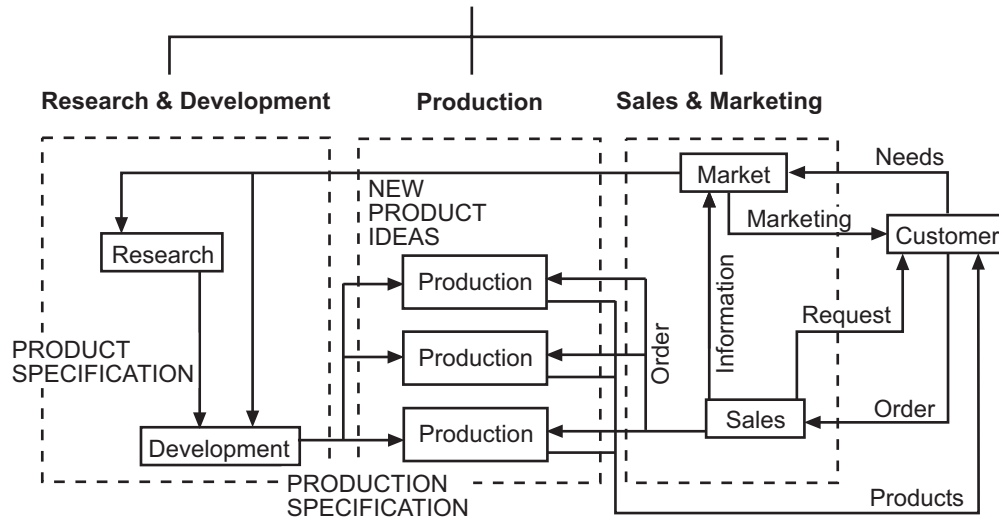 Research & Development
Production
Sales & Marketing
Needs
Market
NEW
PRODUCT
IDEAS
Marketing
Customer
Research
Production
Information
Request
Order
PRODUCT
SPECIFICATION
Production
Sales
Order
Production
Development
PRODUCTION
SPECIFICATION
Products